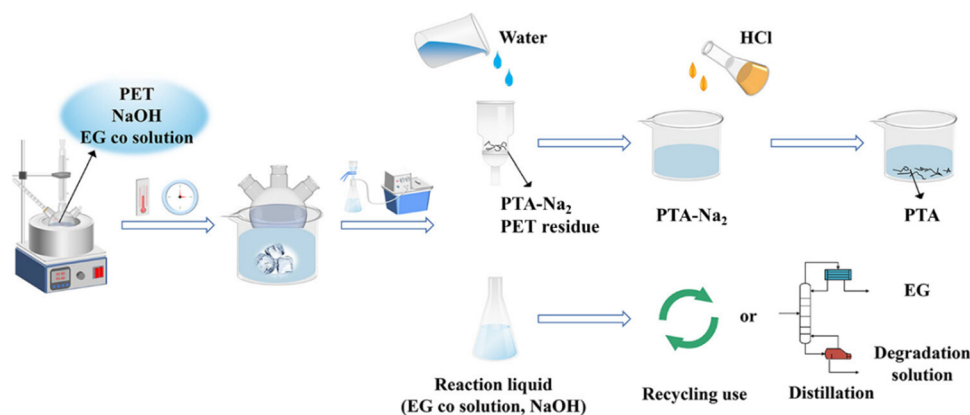 PET
NaOH
EG co solution
Water
HCl
PTA-Na₂
PET residue
PTA-Na₂
PTA
Reaction liquid
(EG co solution, NaOH)
Recycling use
or
Distillation
EG
Degradation
solution